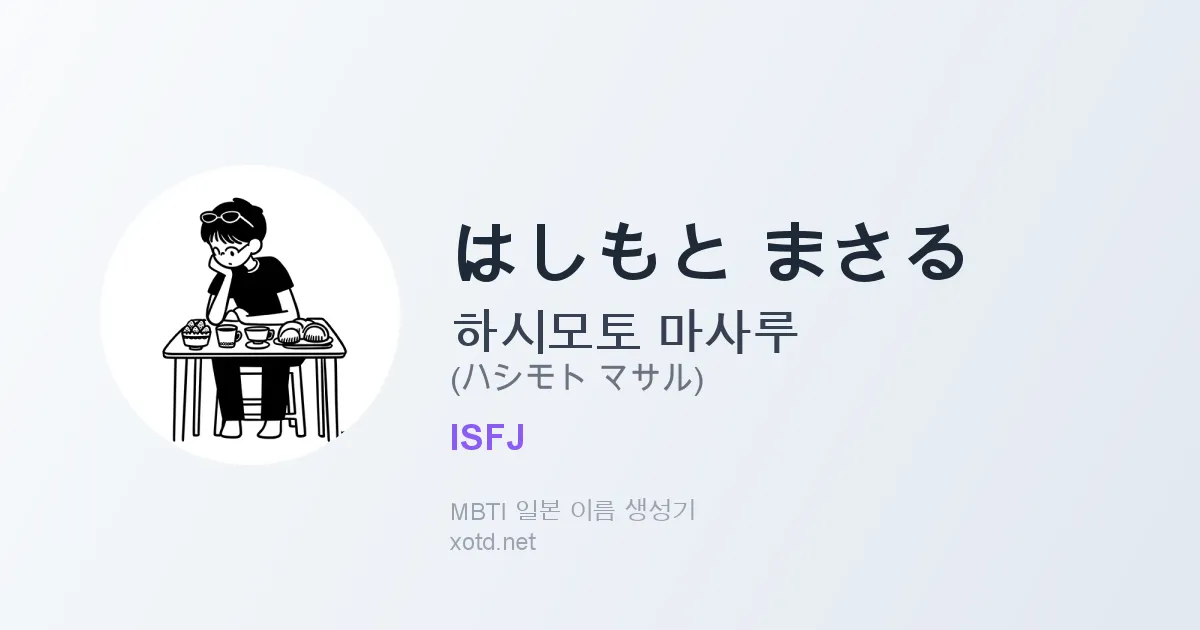 はしもと まさる
하시모토 마사루
(ハシモト マサル)
ISFJ
MBTI 일본 이름 생성기
xotd.net